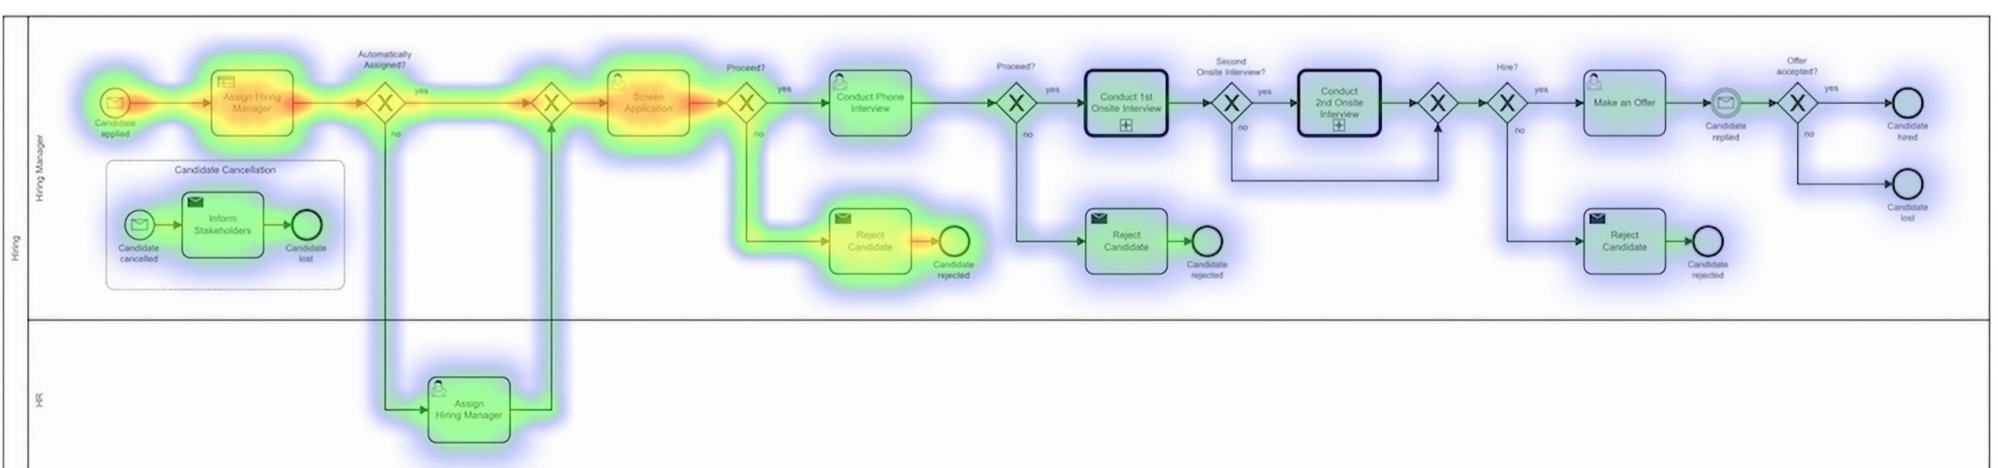 Hiring
Hiring Manager
HR
Candidate
applied
Assign Hiring
Manager
Automatically
Assigned?
yes
no
Screen
Application
Proceed?
yes
no
Conduct Phone
Interview
Reject
Candidate
Candidate
rejected
Proceed?
yes
no
Conduct 1st
Onsite Interview
Reject
Candidate
Candidate
rejected
Second
Onsite Interview?
yes
no
Conduct
2nd Onsite
Interview
Hire?
yes
no
Make an Offer
Reject
Candidate
Candidate
rejected
Candidate
replied
Offer
accepted?
yes
no
Candidate
hired
Candidate
lost
Candidate Cancellation
Candidate
cancelled
Inform
Stakeholders
Candidate
lost
Assign
Hiring Manager